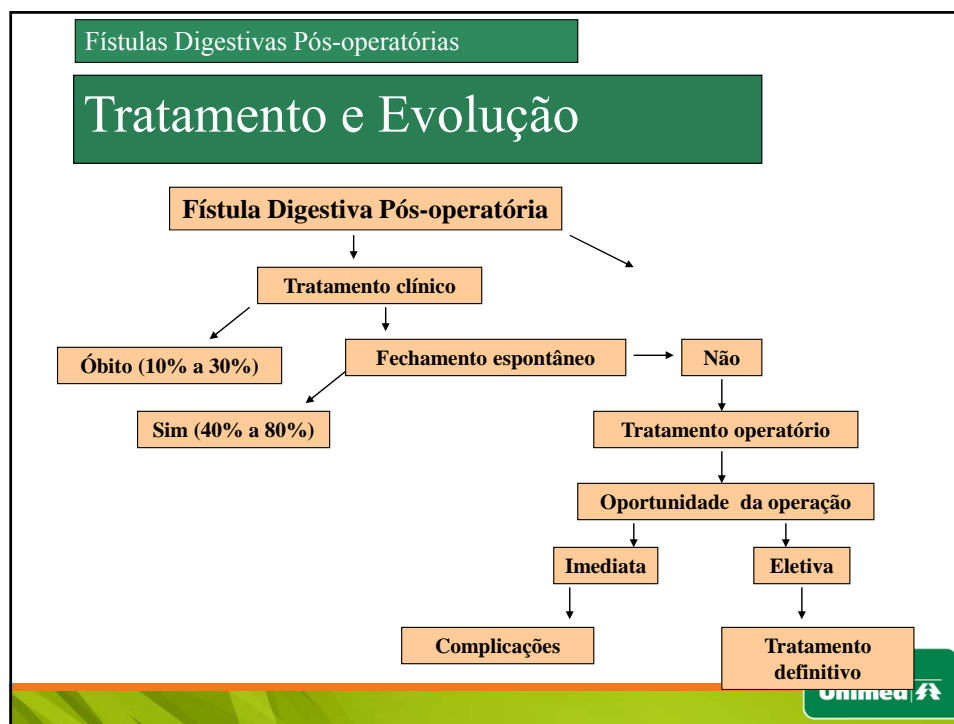 Fístulas Digestivas Pós-operatórias
Tratamento e Evolução
Fístula Digestiva Pós-operatória
Tratamento clínico
Óbito (10% a 30%)
Fechamento espontâneo
Não
Sim (40% a 80%)
Tratamento operatório
Oportunidade da operação
Imediata
Eletiva
Complicações
Tratamento
definitivo
Unimed